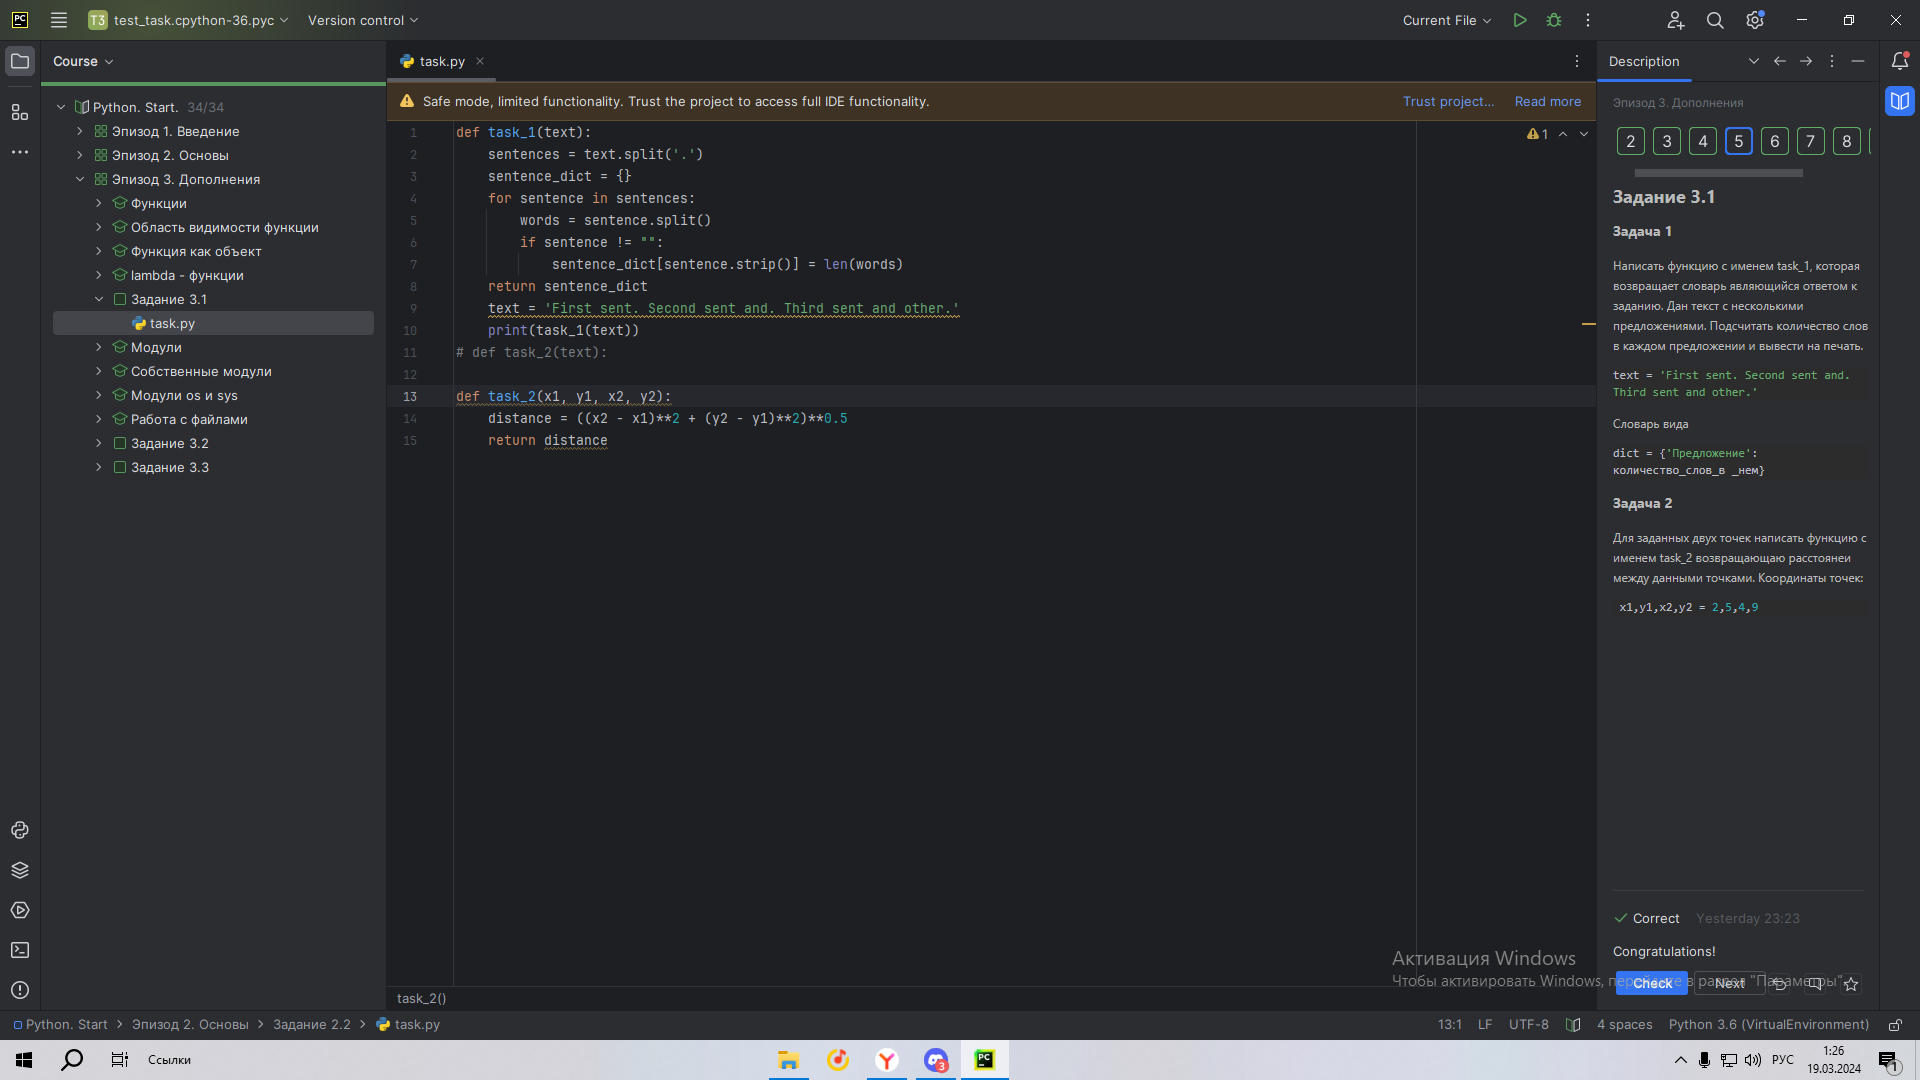 PC
T3 test_task.cpython-36.pyc
Version control
Current File
Course
task.py
Description
Safe mode, limited functionality. Trust the project to access full IDE functionality.
Trust project...
Read more
Python. Start. 34/34
Эпизод 1. Введение
Эпизод 2. Основы
Эпизод 3. Дополнения
Функции
Область видимости функции
Функция как объект
lambda - функции
Задание 3.1
task.py
Модули
Собственные модули
Модули os и sys
Работа с файлами
Задание 3.2
Задание 3.3
1 def task_1(text):
2 sentences = text.split('.')
3 sentence_dict = {}
4 for sentence in sentences:
5 words = sentence.split()
6 if sentence != "":
7 sentence_dict[sentence.strip()] = len(words)
8 return sentence_dict
9 text = 'First sent. Second sent and. Third sent and other.'
10 print(task_1(text))
11 # def task_2(text):
12
13 def task_2(x1, y1, x2, y2):
14 distance = ((x2 - x1)**2 + (y2 - y1)**2)**0.5
15 return distance
1
task_2()
Эпизод 3. Дополнения
2 3 4 5 6 7 8
Задание 3.1
Задача 1
Написать функцию с именем task_1, которая
возвращает словарь являющийся ответом к
заданию. Дан текст с несколькими
предложениями. Подсчитать количество слов
в каждом предложении и вывести на печать.
text = 'First sent. Second sent and.
Third sent and other.'
Словарь вида
dict = {'Предложение':
количество_слов_в _нем}
Задача 2
Для заданных двух точек написать функцию с
именем task_2 возвращающаю расстоянеи
между данными точками. Координаты точек:
x1,y1,x2,y2 = 2,5,4,9
Correct Yesterday 23:23
Congratulations!
Check
Next
Активация Windows
Чтобы активировать Windows, перейдите в раздел "Параметры".
Python. Start
Эпизод 2. Основы
Задание 2.2
task.py
13:1
LF
UTF-8
4 spaces
Python 3.6 (VirtualEnvironment)
Ссылки
3
PC
РУС
1:26
19.03.2024
1